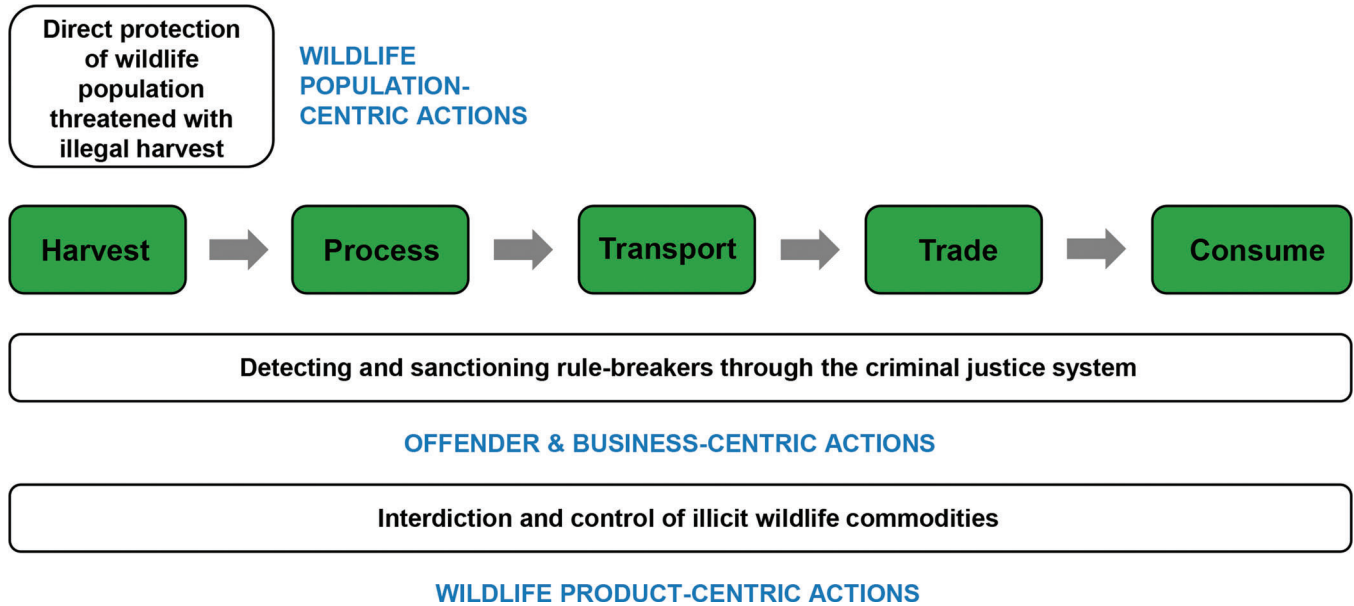 Direct protection
of wildlife
population
threatened with
illegal harvest
WILDLIFE
POPULATION-
CENTRIC ACTIONS
Harvest
Process
Transport
Trade
Consume
Detecting and sanctioning rule-breakers through the criminal justice system
OFFENDER & BUSINESS-CENTRIC ACTIONS
Interdiction and control of illicit wildlife commodities
WILDLIFE PRODUCT-CENTRIC ACTIONS